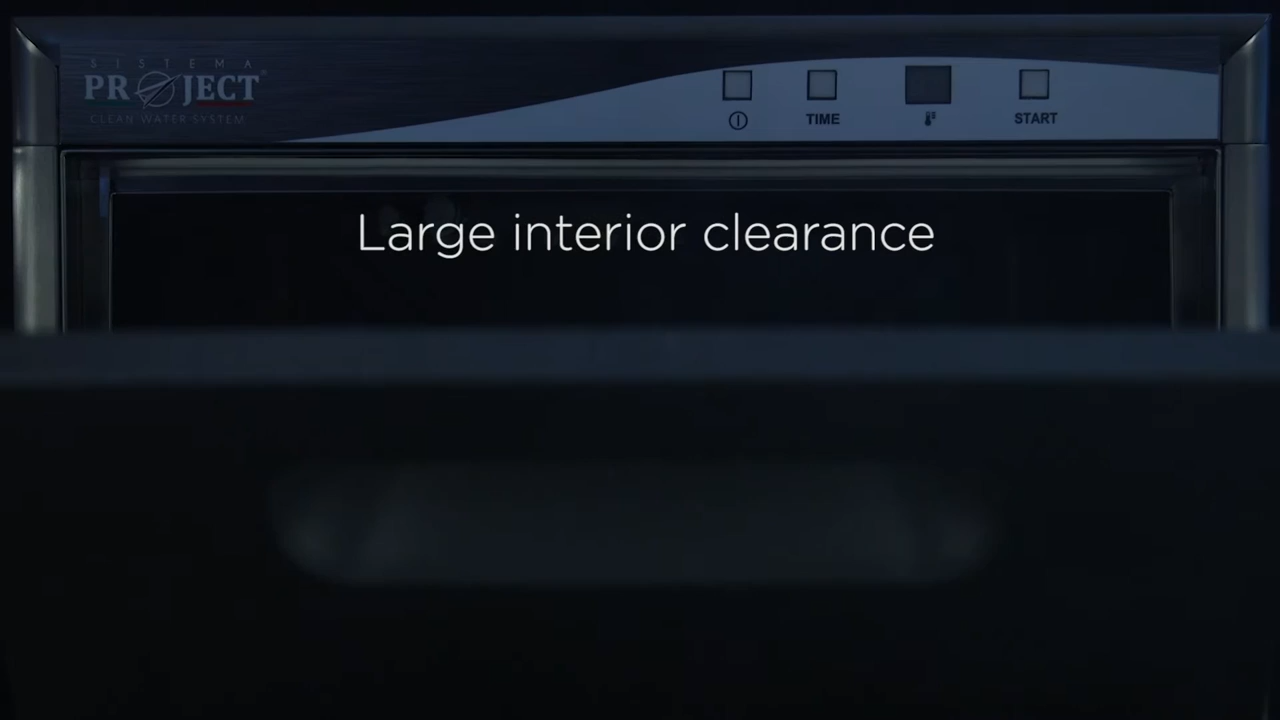 SISTEMA
PROJECT®
CLEAN WATER SYSTEM
TIME
START
Large interior clearance